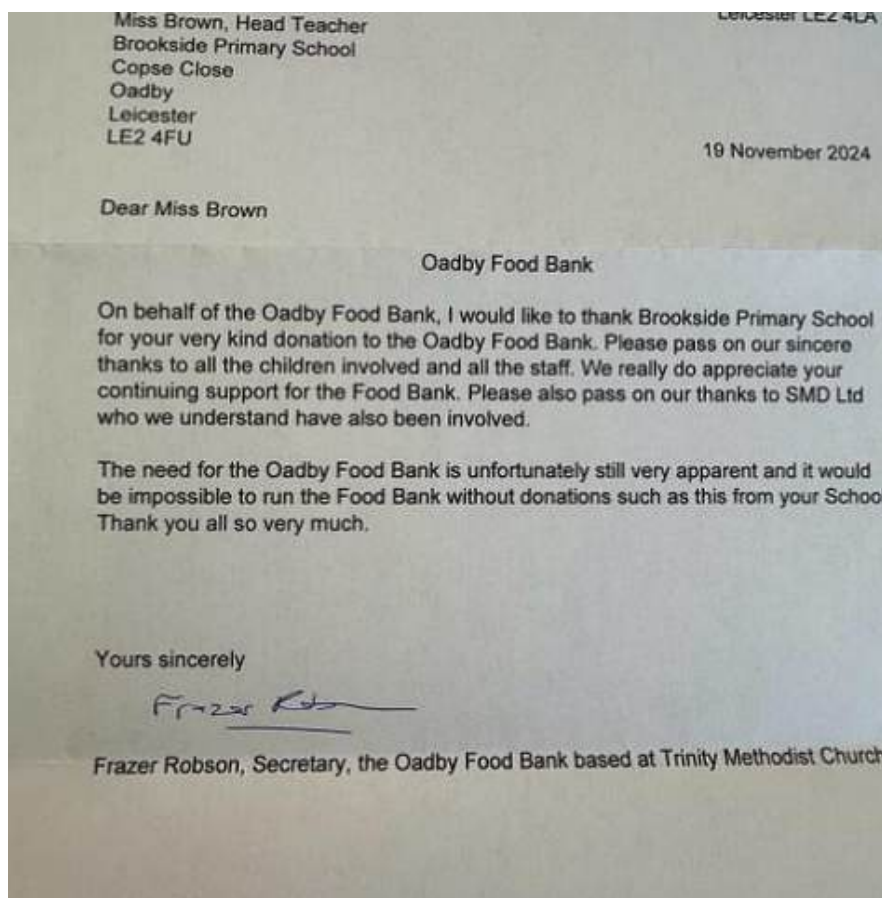 Miss Brown, Head Teacher
Leicester LE2 4LA
Brookside Primary School
Copse Close
Oadby
Leicester
LE2 4FU
19 November 2024
Dear Miss Brown
Oadby Food Bank
On behalf of the Oadby Food Bank, I would like to thank Brookside Primary School
for your very kind donation to the Oadby Food Bank. Please pass on our sincere
thanks to all the children involved and all the staff. We really do appreciate your
continuing support for the Food Bank. Please also pass on our thanks to SMD Ltd
who we understand have also been involved.
The need for the Oadby Food Bank is unfortunately still very apparent and it would
be impossible to run the Food Bank without donations such as this from your Schoo
Thank you all so very much.
Yours sincerely
Frazer
Frazer Robson, Secretary, the Oadby Food Bank based at Trinity Methodist Church